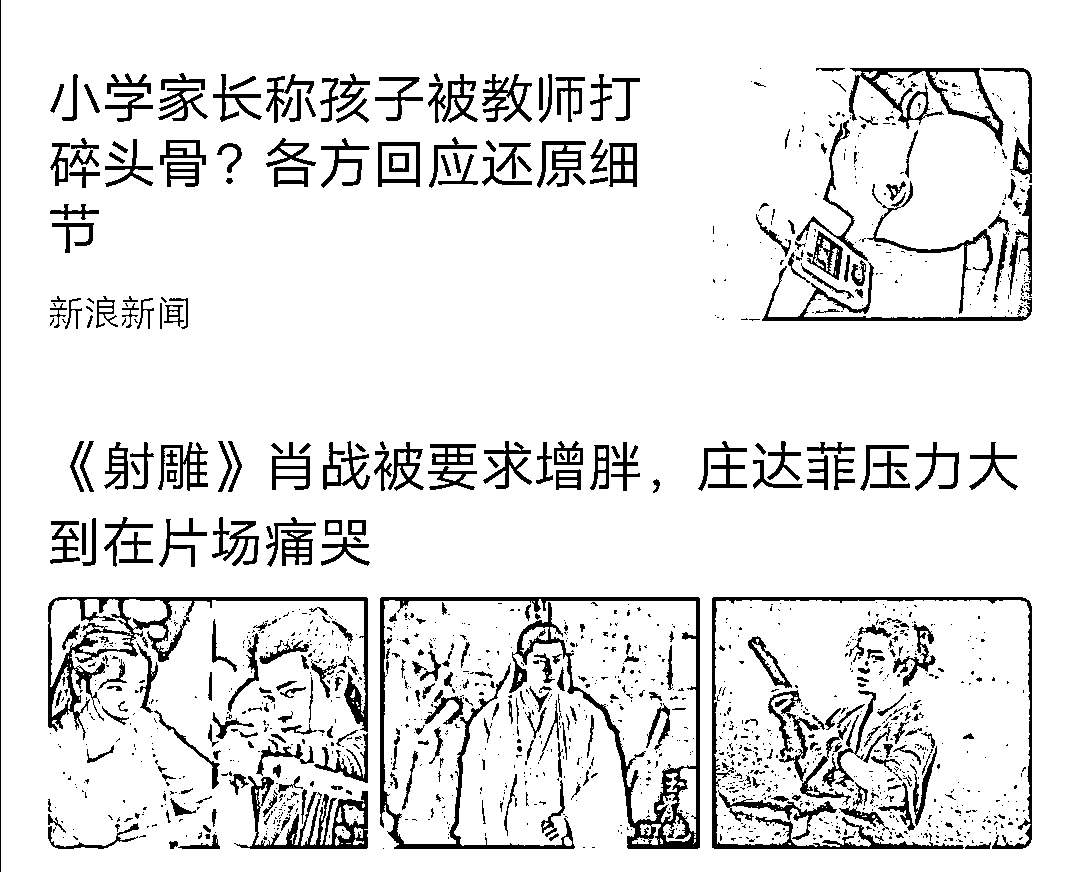 小学家长称孩子被教师打
碎头骨？各方回应还原细
节
新浪新闻
《射雕》肖战被要求增胖，庄达菲压力大
到在片场痛哭